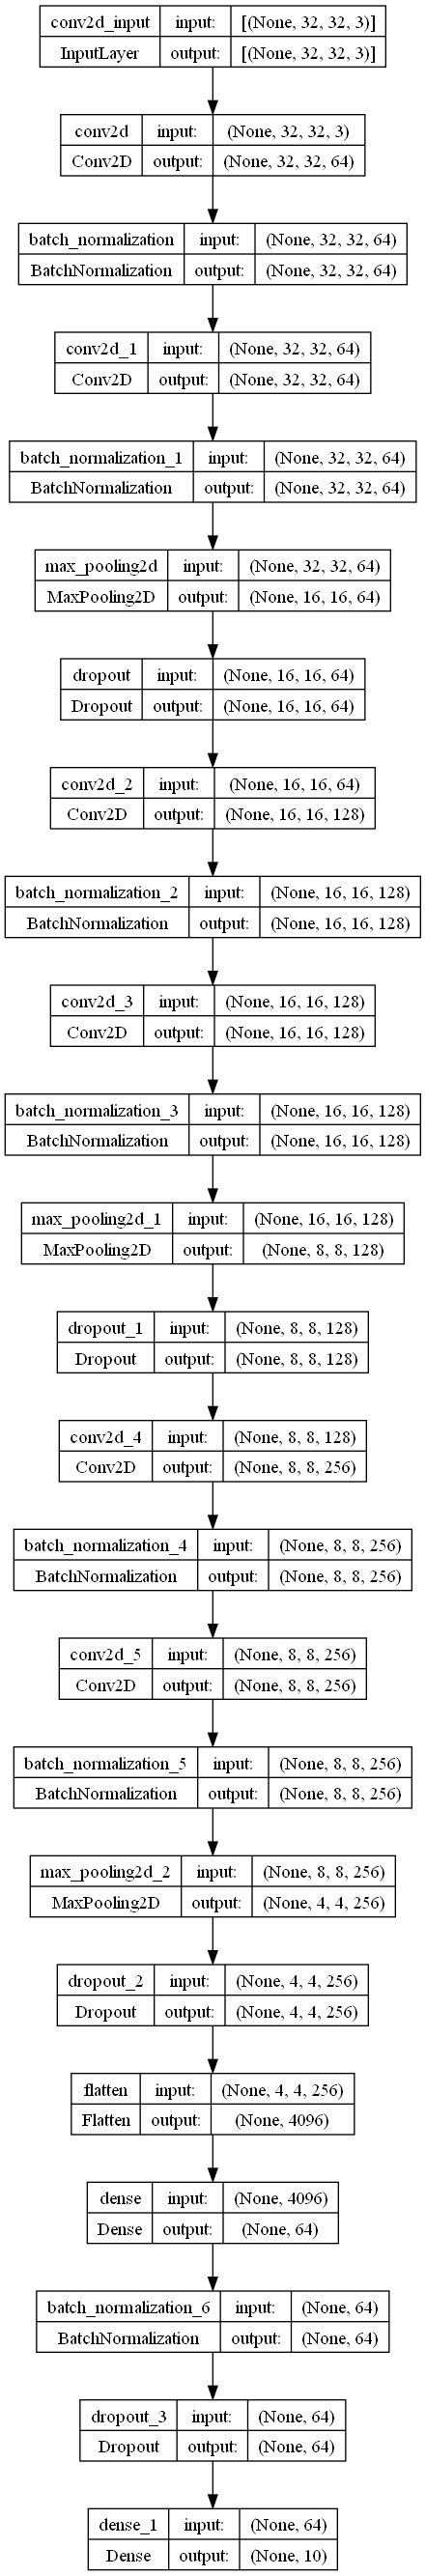 conv2d_input input: [(None, 32, 32, 3)]
InputLayer output: [(None, 32, 32, 3)]
conv2d input: (None, 32, 32, 3)
Conv2D output: (None, 32, 32, 64)
batch_normalization input: (None, 32, 32, 64)
BatchNormalization output: (None, 32, 32, 64)
conv2d_1 input: (None, 32, 32, 64)
Conv2D output: (None, 32, 32, 64)
batch_normalization_1 input: (None, 32, 32, 64)
BatchNormalization output: (None, 32, 32, 64)
max_pooling2d input: (None, 32, 32, 64)
MaxPooling2D output: (None, 16, 16, 64)
dropout input: (None, 16, 16, 64)
Dropout output: (None, 16, 16, 64)
conv2d_2 input: (None, 16, 16, 64)
Conv2D output: (None, 16, 16, 128)
batch_normalization_2 input: (None, 16, 16, 128)
BatchNormalization output: (None, 16, 16, 128)
conv2d_3 input: (None, 16, 16, 128)
Conv2D output: (None, 16, 16, 128)
batch_normalization_3 input: (None, 16, 16, 128)
BatchNormalization output: (None, 16, 16, 128)
max_pooling2d_1 input: (None, 16, 16, 128)
MaxPooling2D output: (None, 8, 8, 128)
dropout_1 input: (None, 8, 8, 128)
Dropout output: (None, 8, 8, 128)
conv2d_4 input: (None, 8, 8, 128)
Conv2D output: (None, 8, 8, 256)
batch_normalization_4 input: (None, 8, 8, 256)
BatchNormalization output: (None, 8, 8, 256)
conv2d_5 input: (None, 8, 8, 256)
Conv2D output: (None, 8, 8, 256)
batch_normalization_5 input: (None, 8, 8, 256)
BatchNormalization output: (None, 8, 8, 256)
max_pooling2d_2 input: (None, 8, 8, 256)
MaxPooling2D output: (None, 4, 4, 256)
dropout_2 input: (None, 4, 4, 256)
Dropout output: (None, 4, 4, 256)
flatten input: (None, 4, 4, 256)
Flatten output: (None, 4096)
dense input: (None, 4096)
Dense output: (None, 64)
batch_normalization_6 input: (None, 64)
BatchNormalization output: (None, 64)
dropout_3 input: (None, 64)
Dropout output: (None, 64)
dense_1 input: (None, 64)
Dense output: (None, 10)